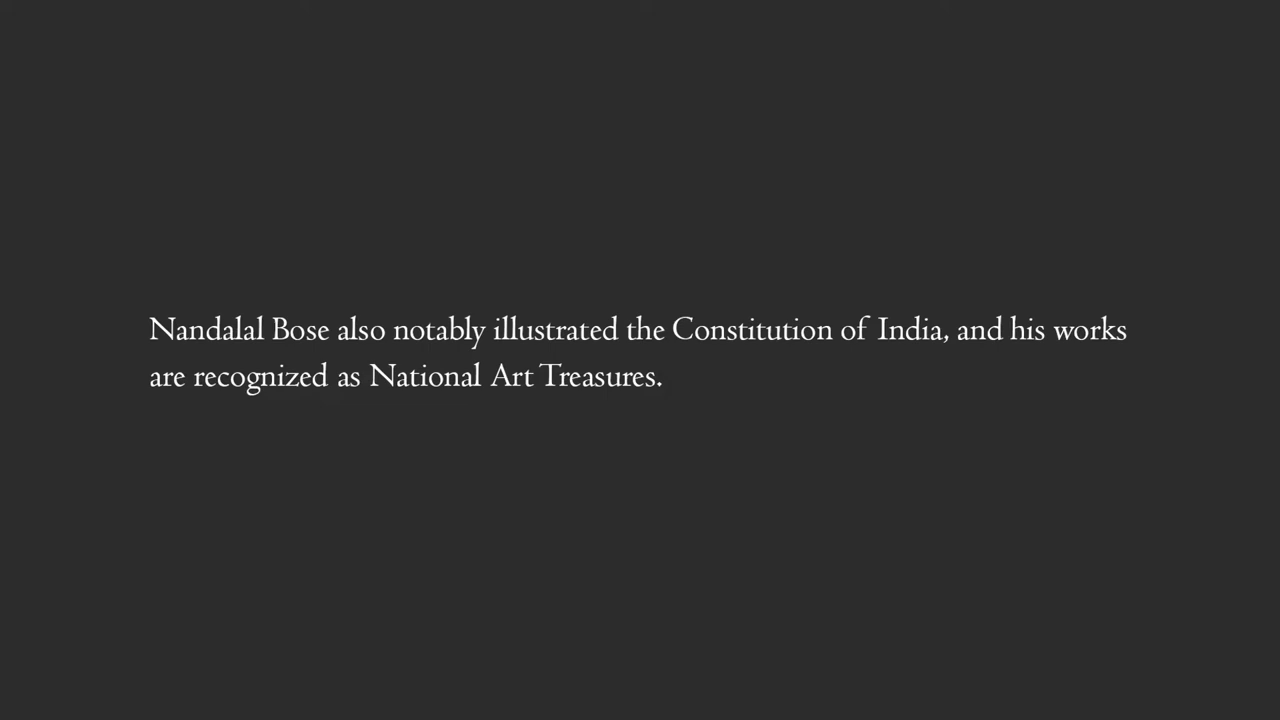 Nandalal Bose also notably illustrated the Constitution of India, and his works
are recognized as National Art Treasures.